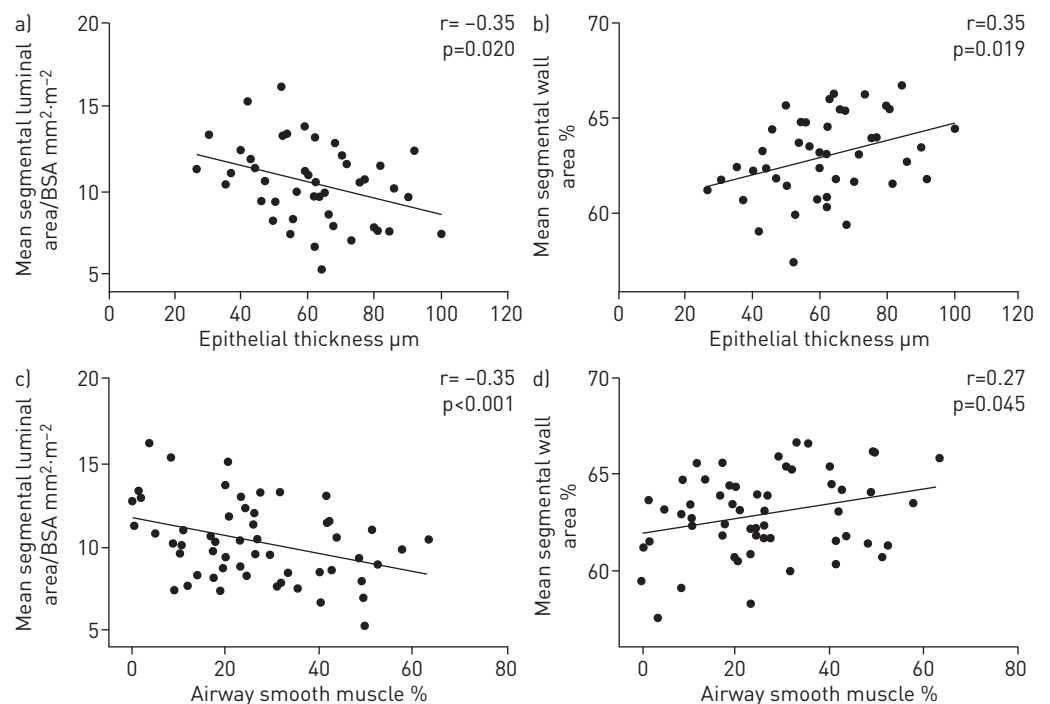 a)
r= −0.35
p=0.020
Mean segmental luminal
area/BSA mm²·m⁻²
20
15
10
5
0 20 40 60 80 100 120
Epithelial thickness µm
b)
r=0.35
p=0.019
Mean segmental wall
area %
70
65
60
0 20 40 60 80 100 120
Epithelial thickness µm
c)
r= −0.35
p<0.001
Mean segmental luminal
area/BSA mm²·m⁻²
20
15
10
5
0 20 40 60 80
Airway smooth muscle %
d)
r=0.27
p=0.045
Mean segmental wall
area %
70
65
60
0 20 40 60 80
Airway smooth muscle %